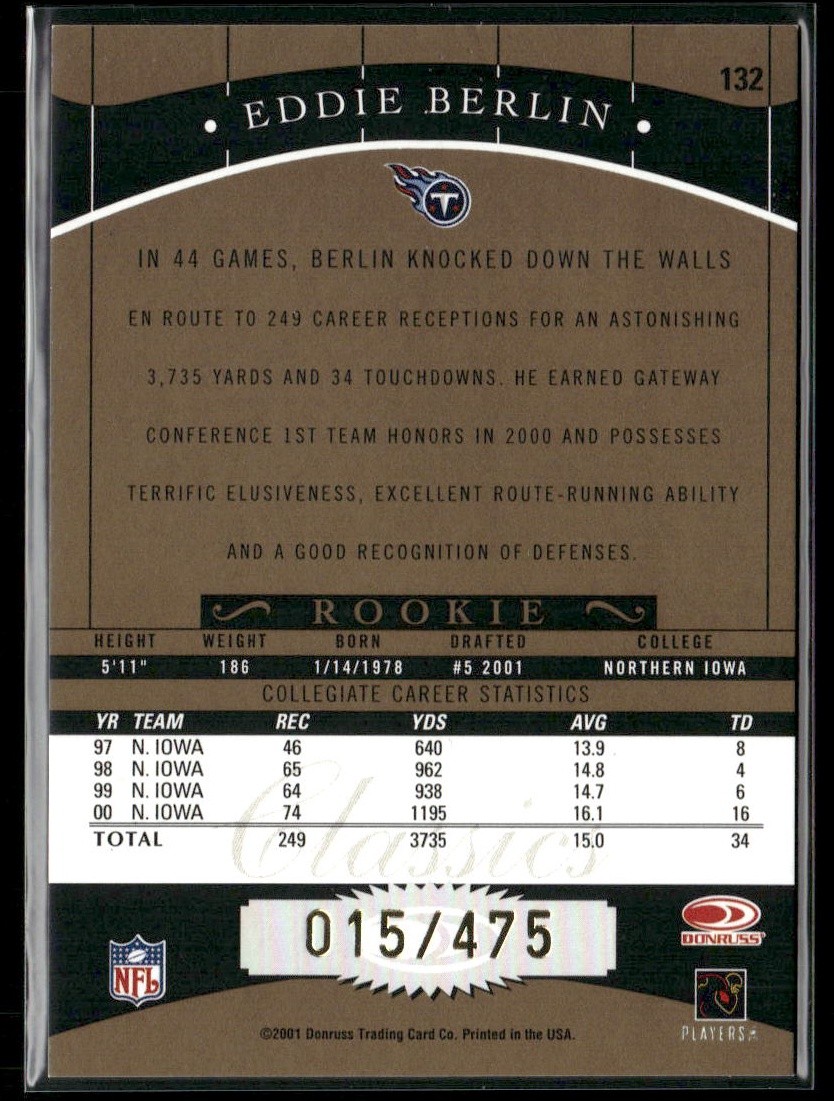 132
• EDDIE BERLIN •
T
IN 44 GAMES, BERLIN KNOCKED DOWN THE WALLS
EN ROUTE TO 249 CAREER RECEPTIONS FOR AN ASTONISHING
3,735 YARDS AND 34 TOUCHDOWNS. HE EARNED GATEWAY
CONFERENCE 1ST TEAM HONORS IN 2000 AND POSSESSES
TERRIFIC ELUSIVENESS, EXCELLENT ROUTE-RUNNING ABILITY
AND A GOOD RECOGNITION OF DEFENSES.
ROOKIE
HEIGHT WEIGHT BORN DRAFTED COLLEGE
5'11" 186 1/14/1978 #5 2001 NORTHERN IOWA
COLLEGIATE CAREER STATISTICS
YR TEAM REC YDS AVG TD
97 N. IOWA 46 640 13.9 8
98 N. IOWA 65 962 14.8 4
99 N. IOWA 64 938 14.7 6
00 N. IOWA 74 1195 16.1 16
TOTAL 249 3735 15.0 34
Classics
015/475
DONRUSS
NFL
PLAYERS
©2001 Donruss Trading Card Co. Printed in the USA.